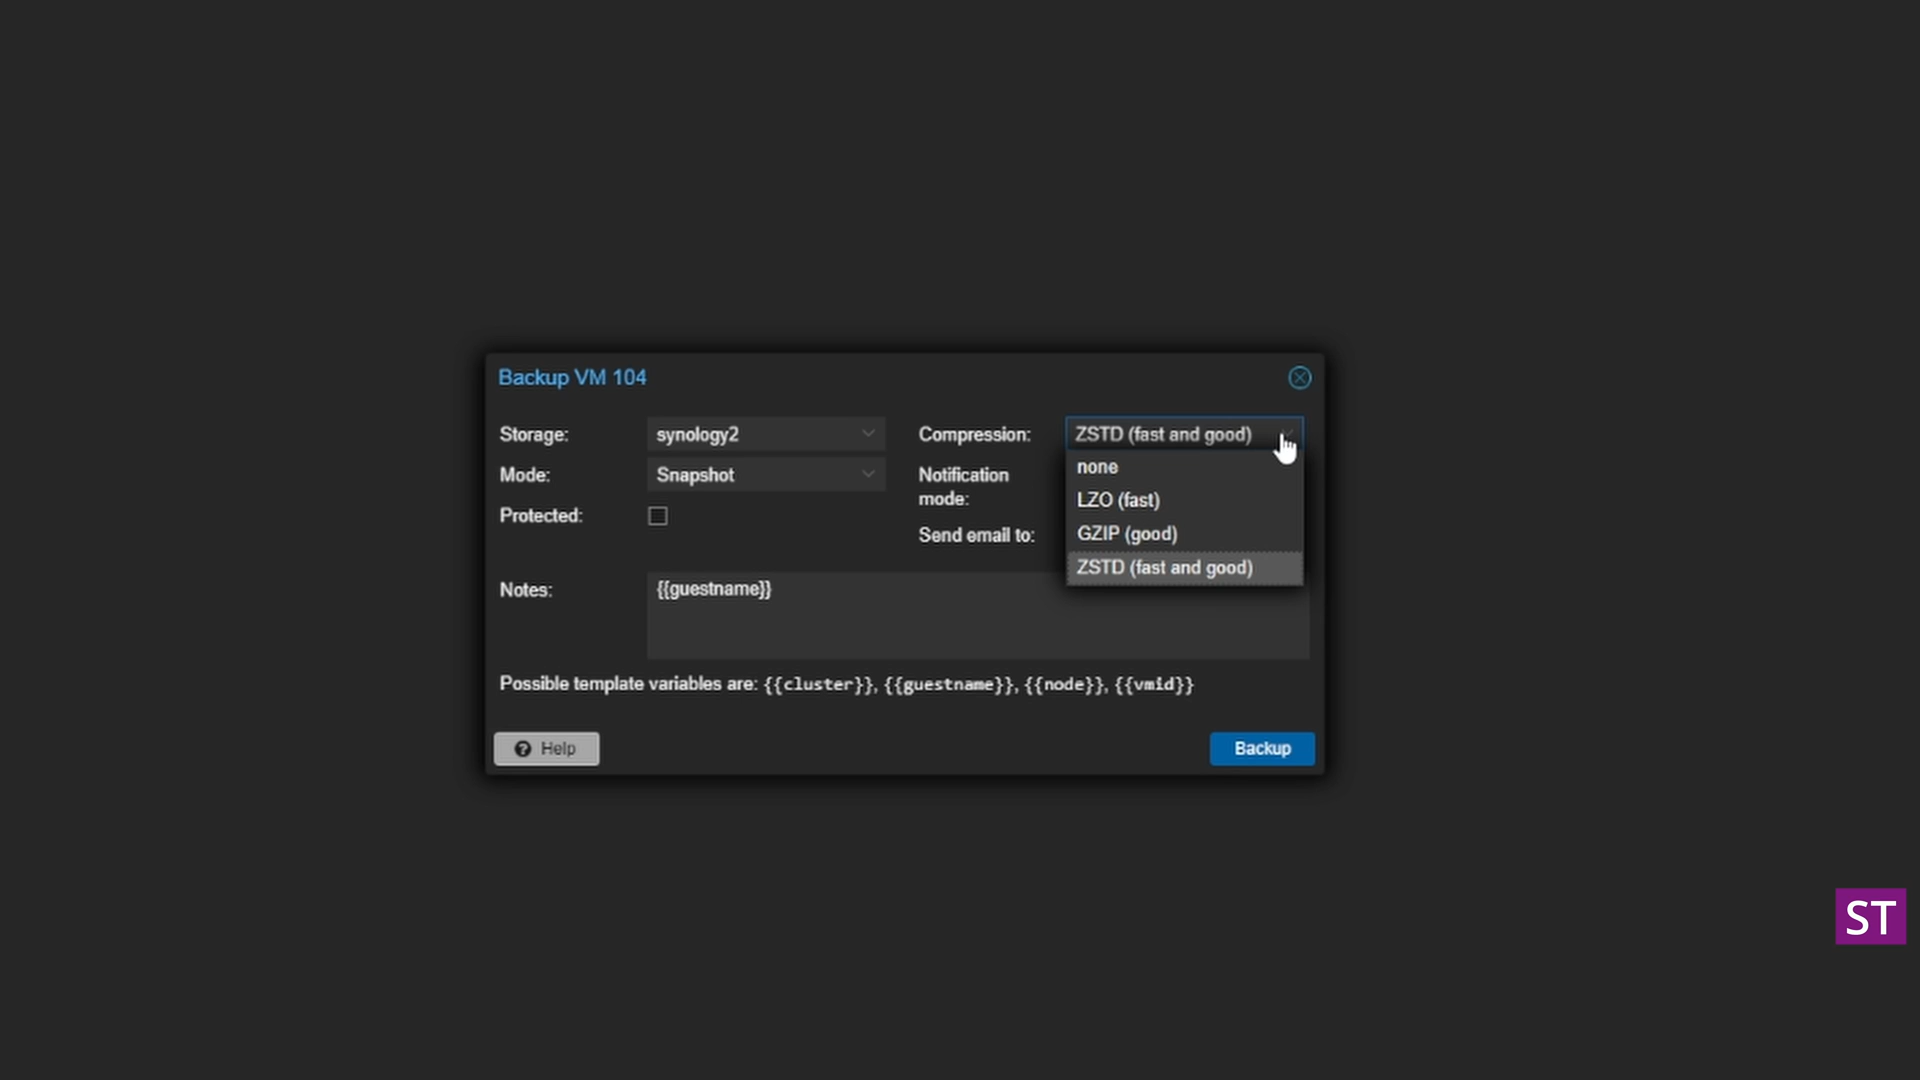 Backup VM 104
Storage: synology2
Mode: Snapshot
Protected:
Compression: ZSTD (fast and good)
none
LZO (fast)
GZIP (good)
ZSTD (fast and good)
Notification
mode:
Send email to:
Notes: {{guestname}}
Possible template variables are: {{cluster}}, {{guestname}}, {{node}}, {{vmid}}
Help
Backup
ST